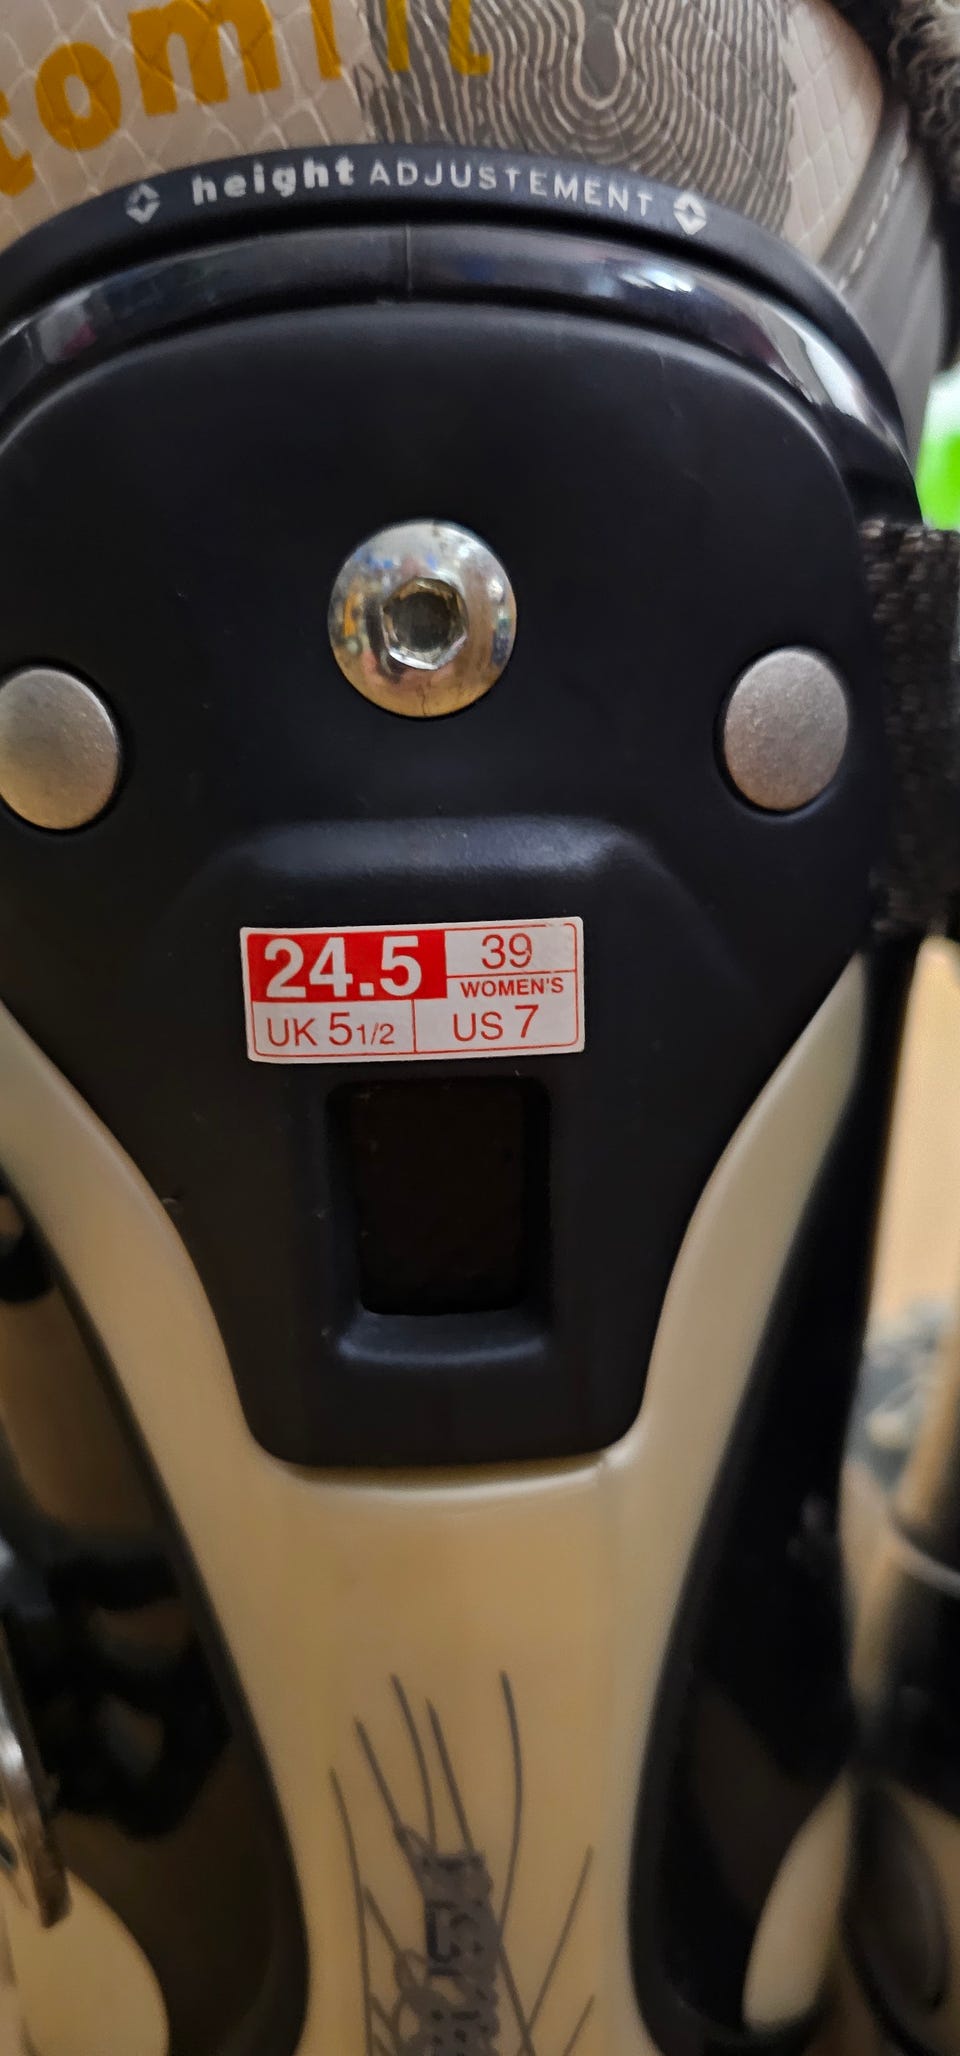 height ADJUSTEMENT
24.5 39
WOMEN'S
UK 5 1/2 US 7